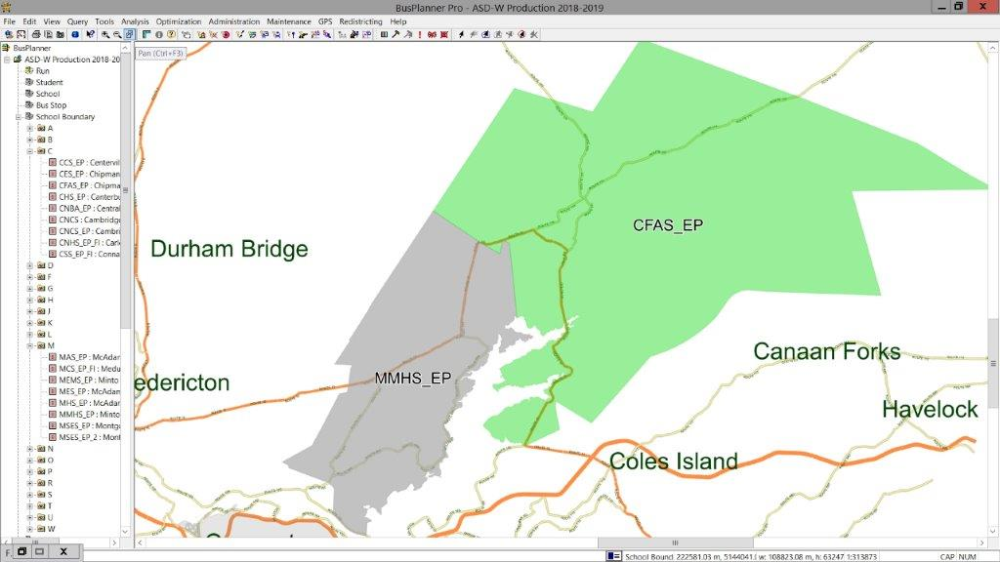 BusPlanner Pro - ASD-W Production 2018-2019
File Edit View Query Tools Analysis Optimization Administration Maintenance GPS Redistricting Help
Pan (Ctrl+F3)
BusPlanner
ASD-W Production 2018-20
Run
Student
School
Bus Stop
School Boundary
A
B
C
CCS_EP : Centervil
CES_EP : Chipman
CFAS_EP : Chipma
CHS_EP : Canterbu
CNBA_EP : Central
CNCS : Cambridge
CNCS_EP : Cambri
CNHS_EP_FI : Carl
CSS_EP_FI : Conna
D
F
G
H
J
K
L
M
MAS_EP : McAdar
MCS_EP_FI : Medu
MEMS_EP : Minto
MES_EP : McAdar
MHS_EP : McAdar
MMHS_EP : Minto
MSES_EP : Montg
MSES_EP_2 : Mont
N
O
P
R
S
T
U
W
CFAS_EP
Durham Bridge
Canaan Forks
MMHS_EP
edericton
Havelock
Coles Island
F.
School Bound: 222581.03 m, 5144041.( w: 108823.08 m; h: 63247 1:313873
CAP NUM